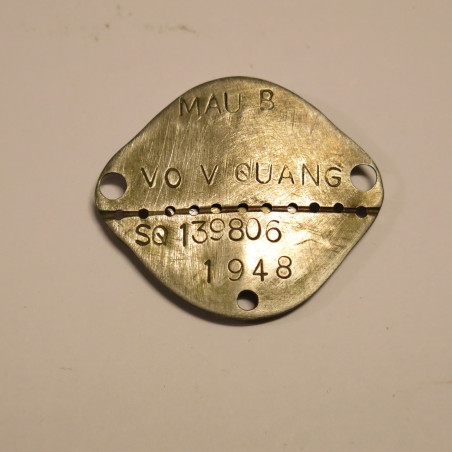 MAU B
VO V QUANG
SQ 139806
1948